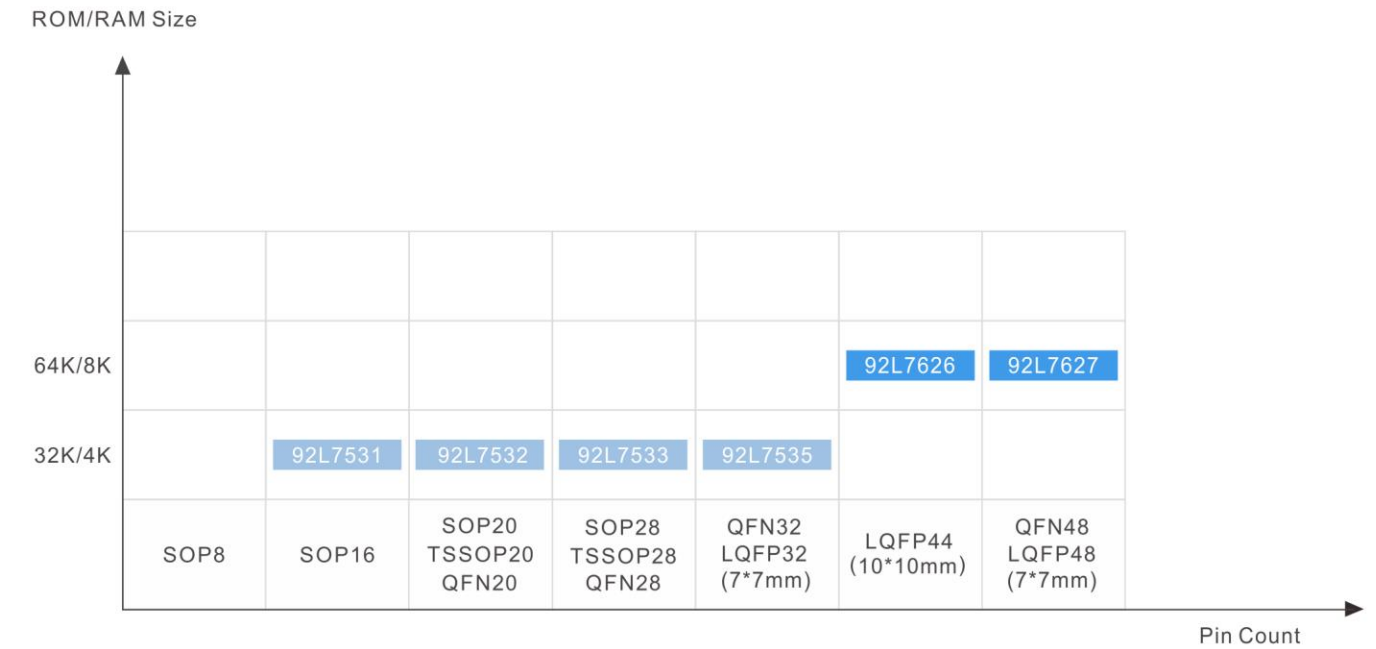 ROM/RAM Size
64K/8K
92L7626
92L7627
32K/4K
92L7531
92L7532
92L7533
92L7535
SOP8
SOP16
SOP20
TSSOP20
QFN20
SOP28
TSSOP28
QFN28
QFN32
LQFP32
(7*7mm)
LQFP44
(10*10mm)
QFN48
LQFP48
(7*7mm)
Pin Count